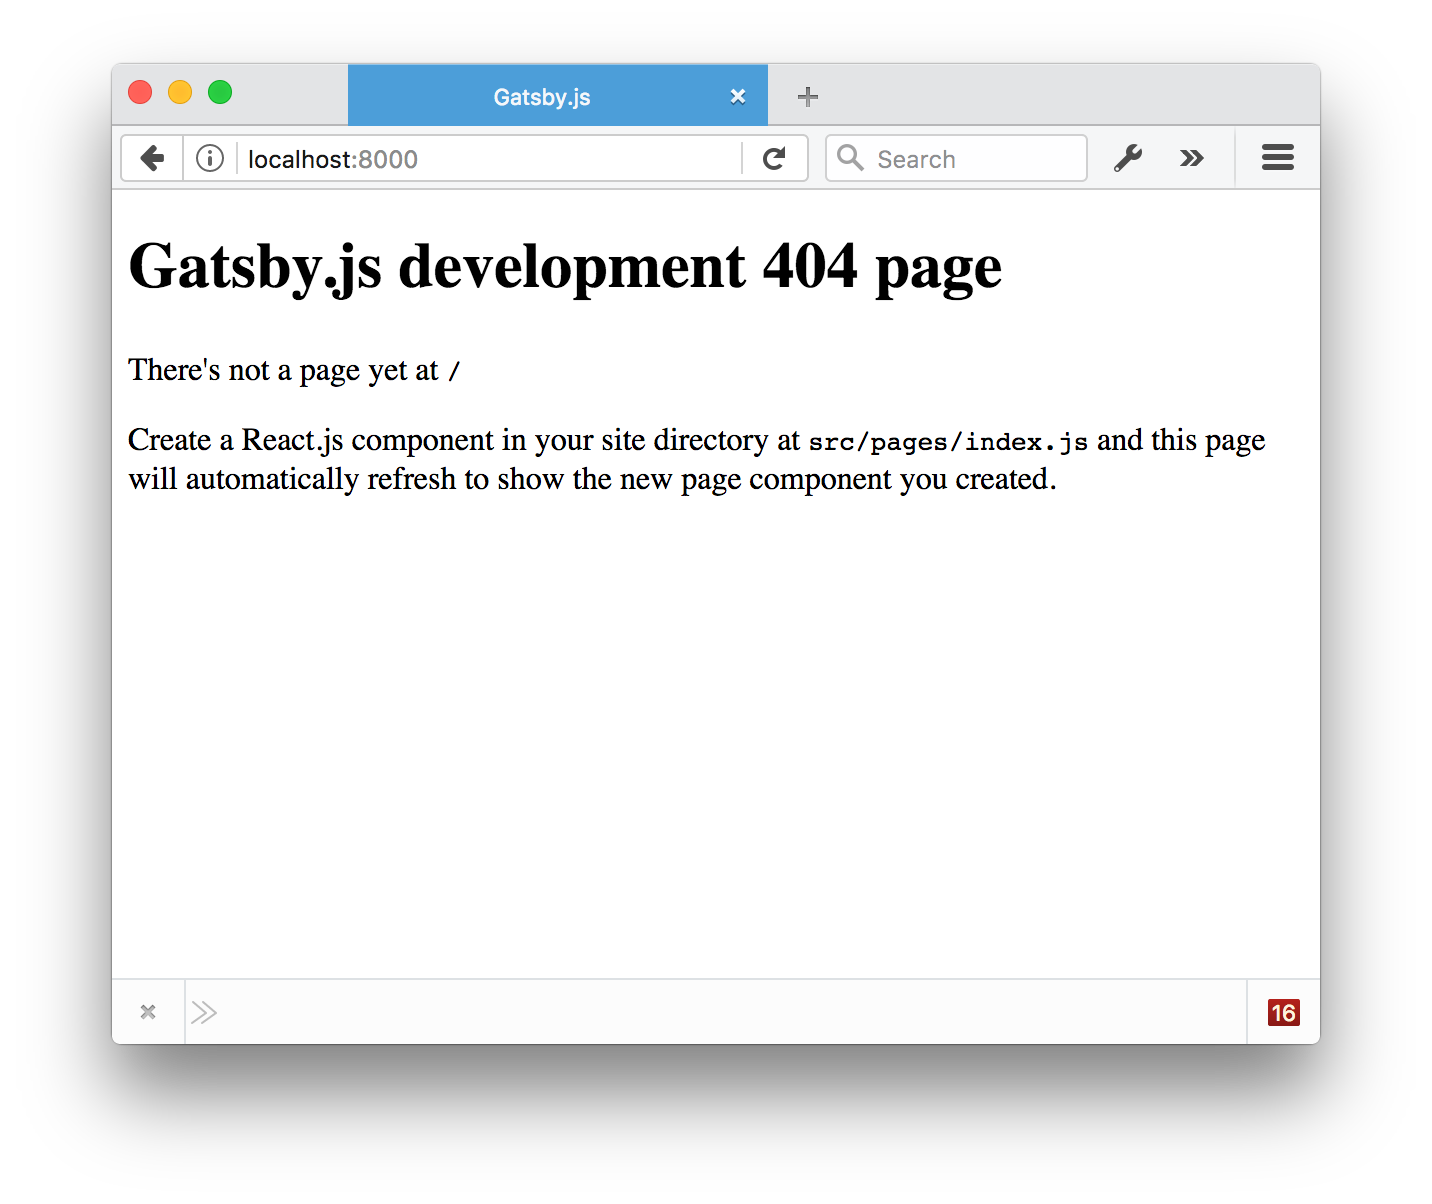 Gatsby.js
localhost:8000
Search
Gatsby.js development 404 page
There's not a page yet at /
Create a React.js component in your site directory at src/pages/index.js and this page
will automatically refresh to show the new page component you created.
16